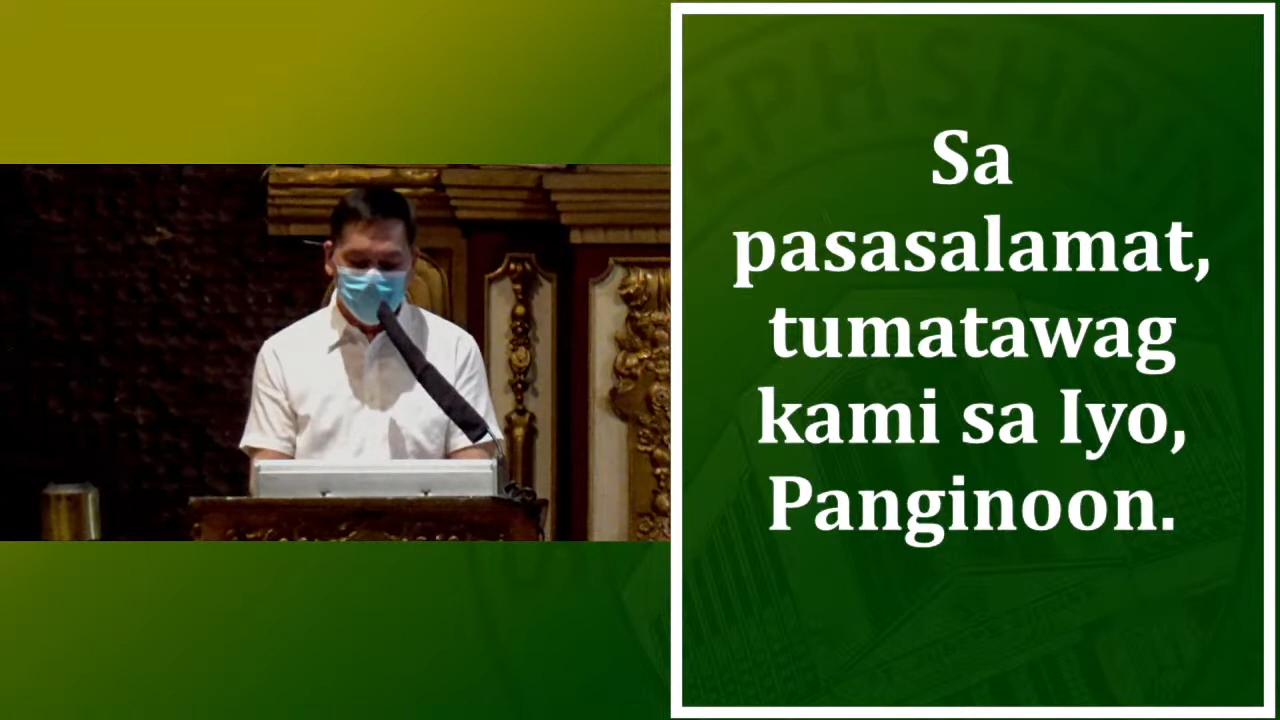 Sa
pasasalamat,
tumatawag
kami sa Iyo,
Panginoon.